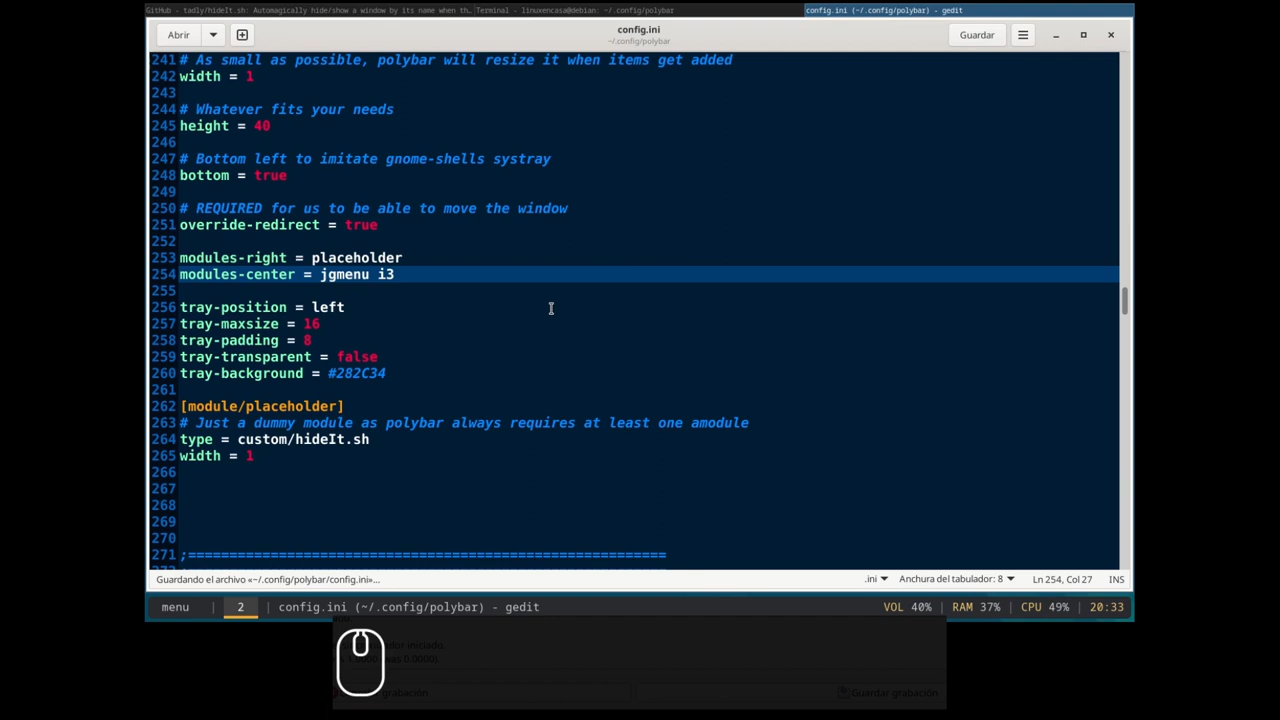 GitHub - tadly/hideIt.sh: Automagically hide/show a window by its name when th… Terminal - linuxencasa@debian: ~/.config/polybar config.ini (~/.config/polybar) - gedit
Abrir config.ini Guardar
~/.config/polybar
241 # As small as possible, polybar will resize it when items get added
242 width = 1
243
244 # Whatever fits your needs
245 height = 40
246
247 # Bottom left to imitate gnome-shells systray
248 bottom = true
249
250 # REQUIRED for us to be able to move the window
251 override-redirect = true
252
253 modules-right = placeholder
254 modules-center = jgmenu i3
255
256 tray-position = left
257 tray-maxsize = 16
258 tray-padding = 8
259 tray-transparent = false
260 tray-background = #282C34
261
262 [module/placeholder]
263 # Just a dummy module as polybar always requires at least one amodule
264 type = custom/hideIt.sh
265 width = 1
266
267
268
269
270
271 ;==========================================================
Guardando el archivo «~/.config/polybar/config.ini»… .ini Anchura del tabulador: 8 Ln 254, Col 27 INS
menu | 2 | config.ini (~/.config/polybar) - gedit VOL 40% | RAM 37% | CPU 49% | 20:33
iniciado.
0.0000).
grabación Guardar grabación